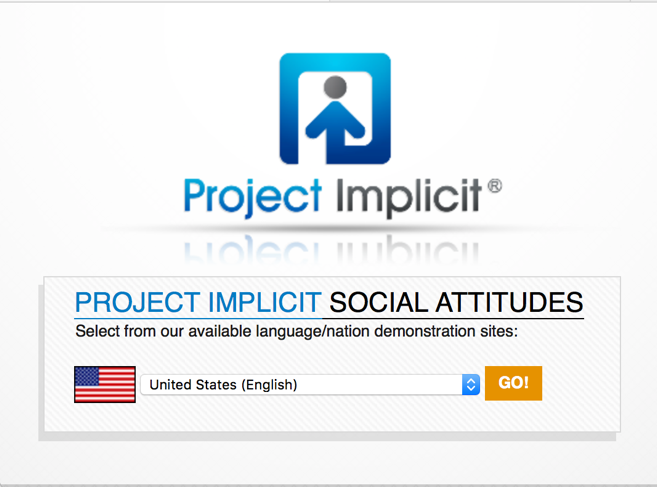 Project Implicit®
PROJECT IMPLICIT SOCIAL ATTITUDES
Select from our available language/nation demonstration sites:
United States (English)
GO!